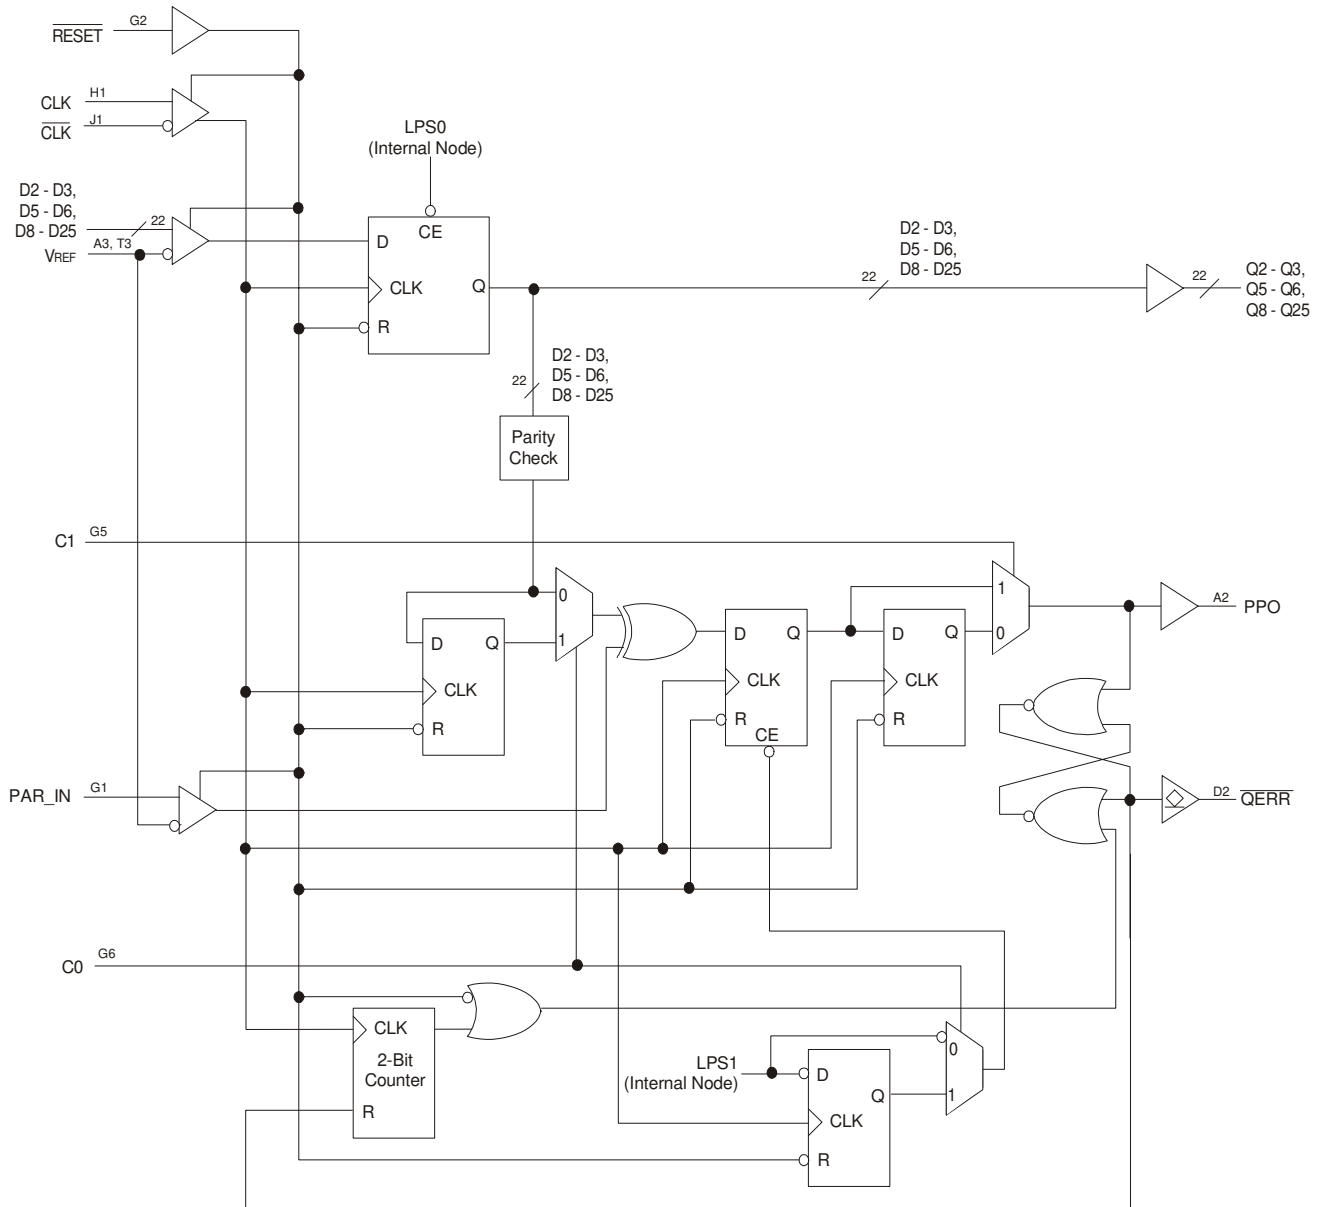 RESET
G2
CLK
H1
CLK
J1
LPS0
(Internal Node)
D2 - D3,
D5 - D6,
D8 - D25
22
VREF
A3, T3
D
CE
CLK
Q
R
D2 - D3,
D5 - D6,
D8 - D25
22
22
Q2 - Q3,
Q5 - Q6,
Q8 - Q25
22
D2 - D3,
D5 - D6,
D8 - D25
Parity
Check
C1
G5
0
1
D
Q
CLK
R
D
Q
CLK
R
CE
D
Q
CLK
R
1
0
A2
PPO
PAR_IN
G1
D2
QERR
C0
G6
CLK
2-Bit
Counter
R
LPS1
(Internal Node)
D
Q
CLK
R
0
1